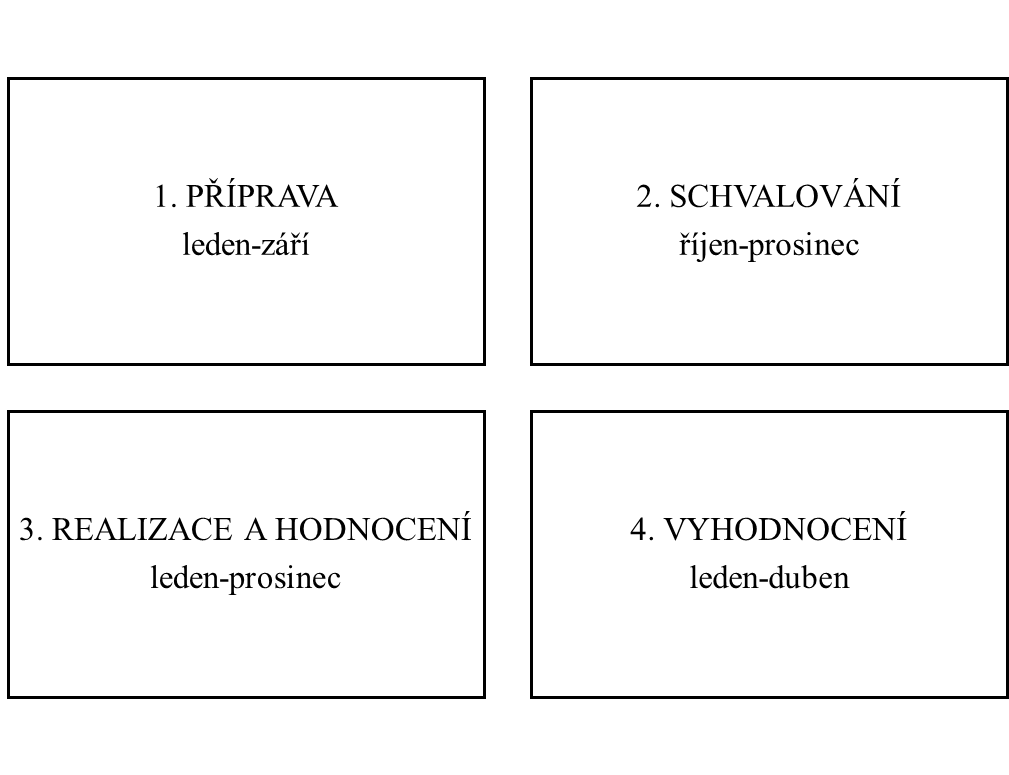 1. PŘÍPRAVA
leden-září
2. SCHVALOVÁNÍ
říjen-prosinec
3. REALIZACE A HODNOCENÍ
leden-prosinec
4. VYHODNOCENÍ
leden-duben